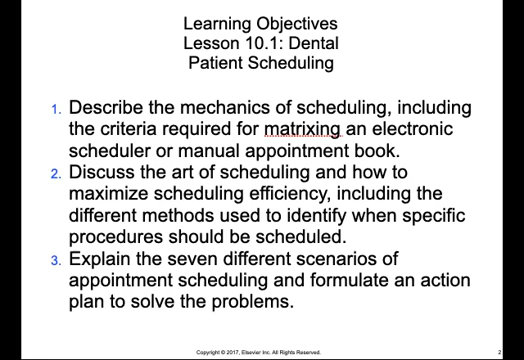 Learning Objectives
Lesson 10.1: Dental
Patient Scheduling
1. Describe the mechanics of scheduling, including
the criteria required for matrixing an electronic
scheduler or manual appointment book.
2. Discuss the art of scheduling and how to
maximize scheduling efficiency, including the
different methods used to identify when specific
procedures should be scheduled.
3. Explain the seven different scenarios of
appointment scheduling and formulate an action
plan to solve the problems.
Copyright © 2017, Elsevier Inc. All Rights Reserved.
2